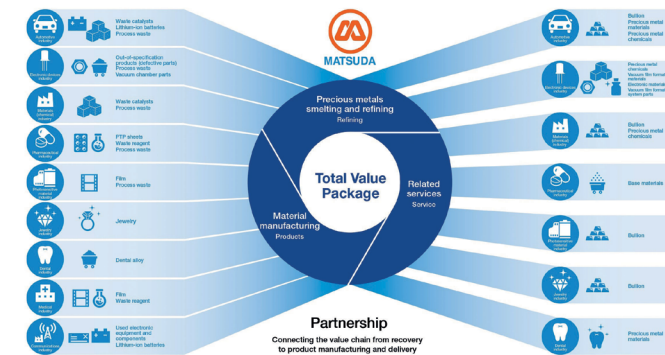 MATSUDA
Automotive
industry
Waste catalysts
Lithium-ion batteries
Process waste
Electronic devices
industry
Out-of-specification
products (defective parts)
Process waste
Vacuum chamber parts
Materials
(chemical)
industry
Waste catalysts
Process waste
Pharmaceutical
industry
PTP sheets
Waste reagent
Process waste
Photosensitive
material
industry
Film
Process waste
Jewelry
industry
Jewelry
Dental
industry
Dental alloy
Medical
industry
Film
Waste reagent
Communications
industry
Used electronic
equipment and
components
Lithium-ion batteries
Precious metals
smelting and refining
Refining
Total Value
Package
Related
services
Service
Material
manufacturing
Products
Partnership
Connecting the value chain from recovery
to product manufacturing and delivery
Automotive
industry
Bullion
Precious metal
materials
Precious metal
chemicals
Electronic devices
industry
Precious metal
chemicals
Vacuum film formation
materials
Electronic materials
Vacuum film formation
system parts
Materials
(chemical)
industry
Bullion
Precious metal
chemicals
Pharmaceutical
industry
Base materials
Photosensitive
material
industry
Bullion
Jewelry
industry
Bullion
Dental
industry
Precious metal
materials